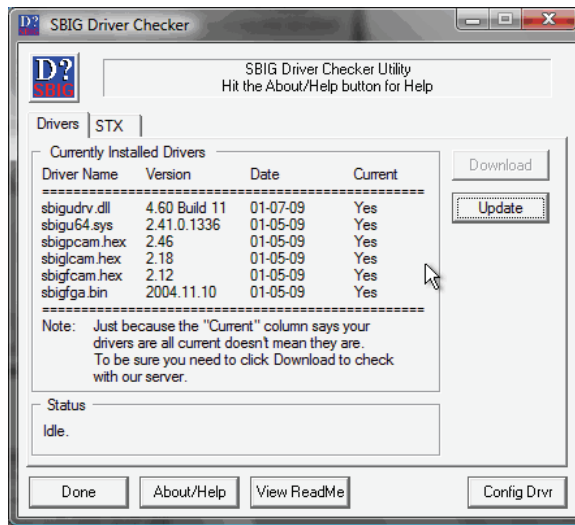 D?
SBIG Driver Checker
D?
SBIG
SBIG Driver Checker Utility
Hit the About/Help button for Help
Drivers STX
Currently Installed Drivers
Driver Name Version Date Current
==================================================
sbigudrv.dll 4.60 Build 11 01-07-09 Yes
sbigu64.sys 2.41.0.1336 01-05-09 Yes
sbigpcam.hex 2.46 01-05-09 Yes
sbiglcam.hex 2.18 01-05-09 Yes
sbigfcam.hex 2.12 01-05-09 Yes
sbigfga.bin 2004.11.10 01-05-09 Yes
==================================================
Note: Just because the "Current" column says your
drivers are all current doesn't mean they are.
To be sure you need to click Download to check
with our server.
Download
Update
Status
Idle.
Done About/Help View ReadMe Config Drvr